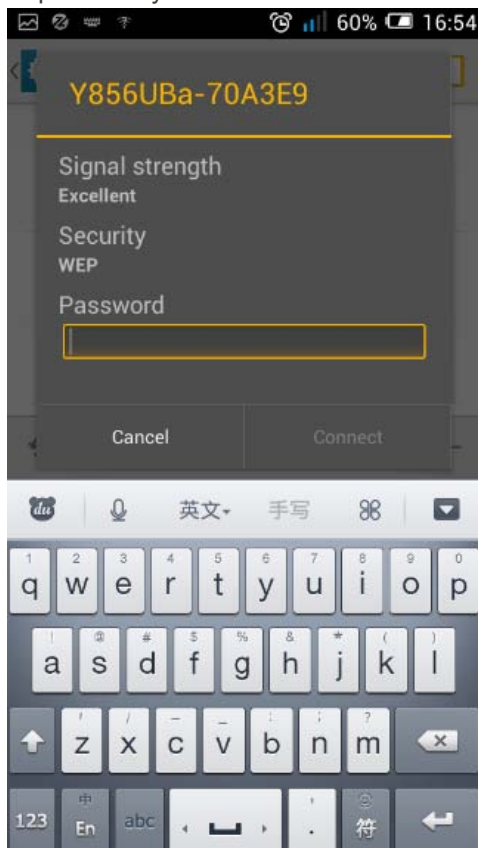 60% 16:54
Y856UBa-70A3E9
Signal strength
Excellent
Security
WEP
Password
Cancel Connect
du 英文 手写
1 2 3 4 5 6 7 8 9 0
q w e r t y u i o p
! @ # $ % & * ( )
a s d f g h j k l
' / - _ : ; ?
z x c v b n m
中
123 En abc . 符